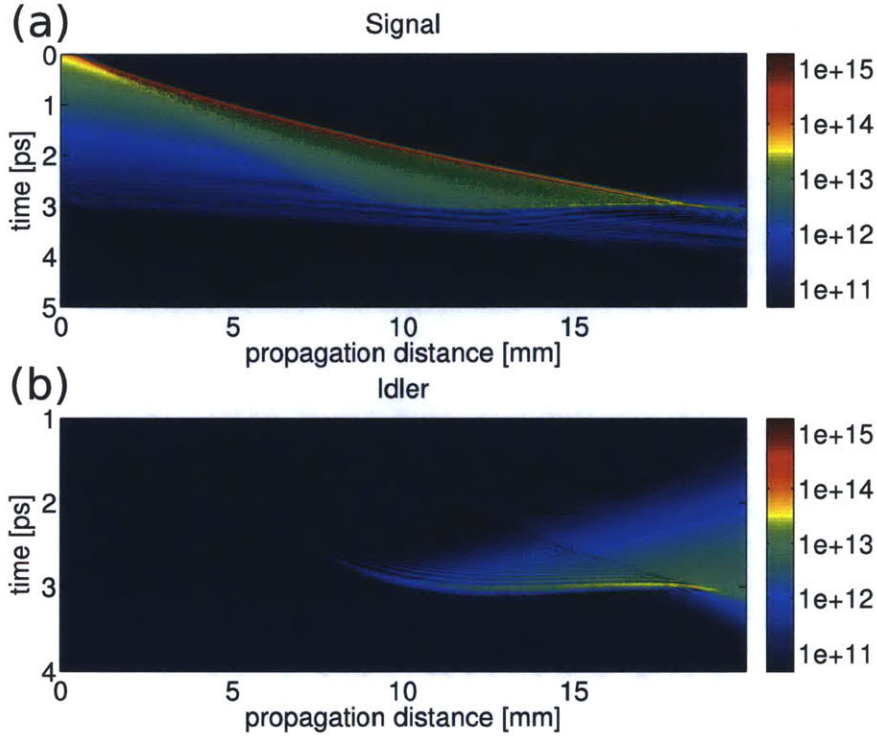 (a)
Signal
0
1
2
3
4
5
time [ps]
0 5 10 15
propagation distance [mm]
1e+15
1e+14
1e+13
1e+12
1e+11
(b)
Idler
1
2
3
4
time [ps]
0 5 10 15
propagation distance [mm]
1e+15
1e+14
1e+13
1e+12
1e+11